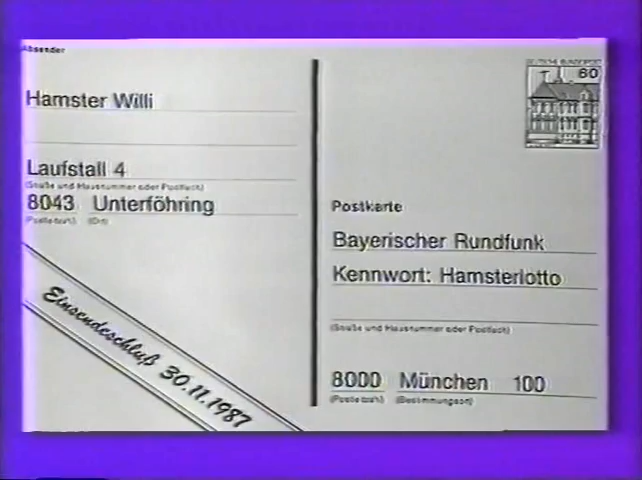 Absender
Hamster Willi
Laufstall 4
(Straße und Hausnummer oder Postfach)
8043 Unterföhring
(Postleitzahl) (Ort)
Einsendeschluß 30.11.1987
DEUTSCHE BUNDESPOST
60
Postkarte
Bayerischer Rundfunk
Kennwort: Hamsterlotto
(Straße und Hausnummer oder Postfach)
8000 München 100
(Postleitzahl) (Bestimmungsort)